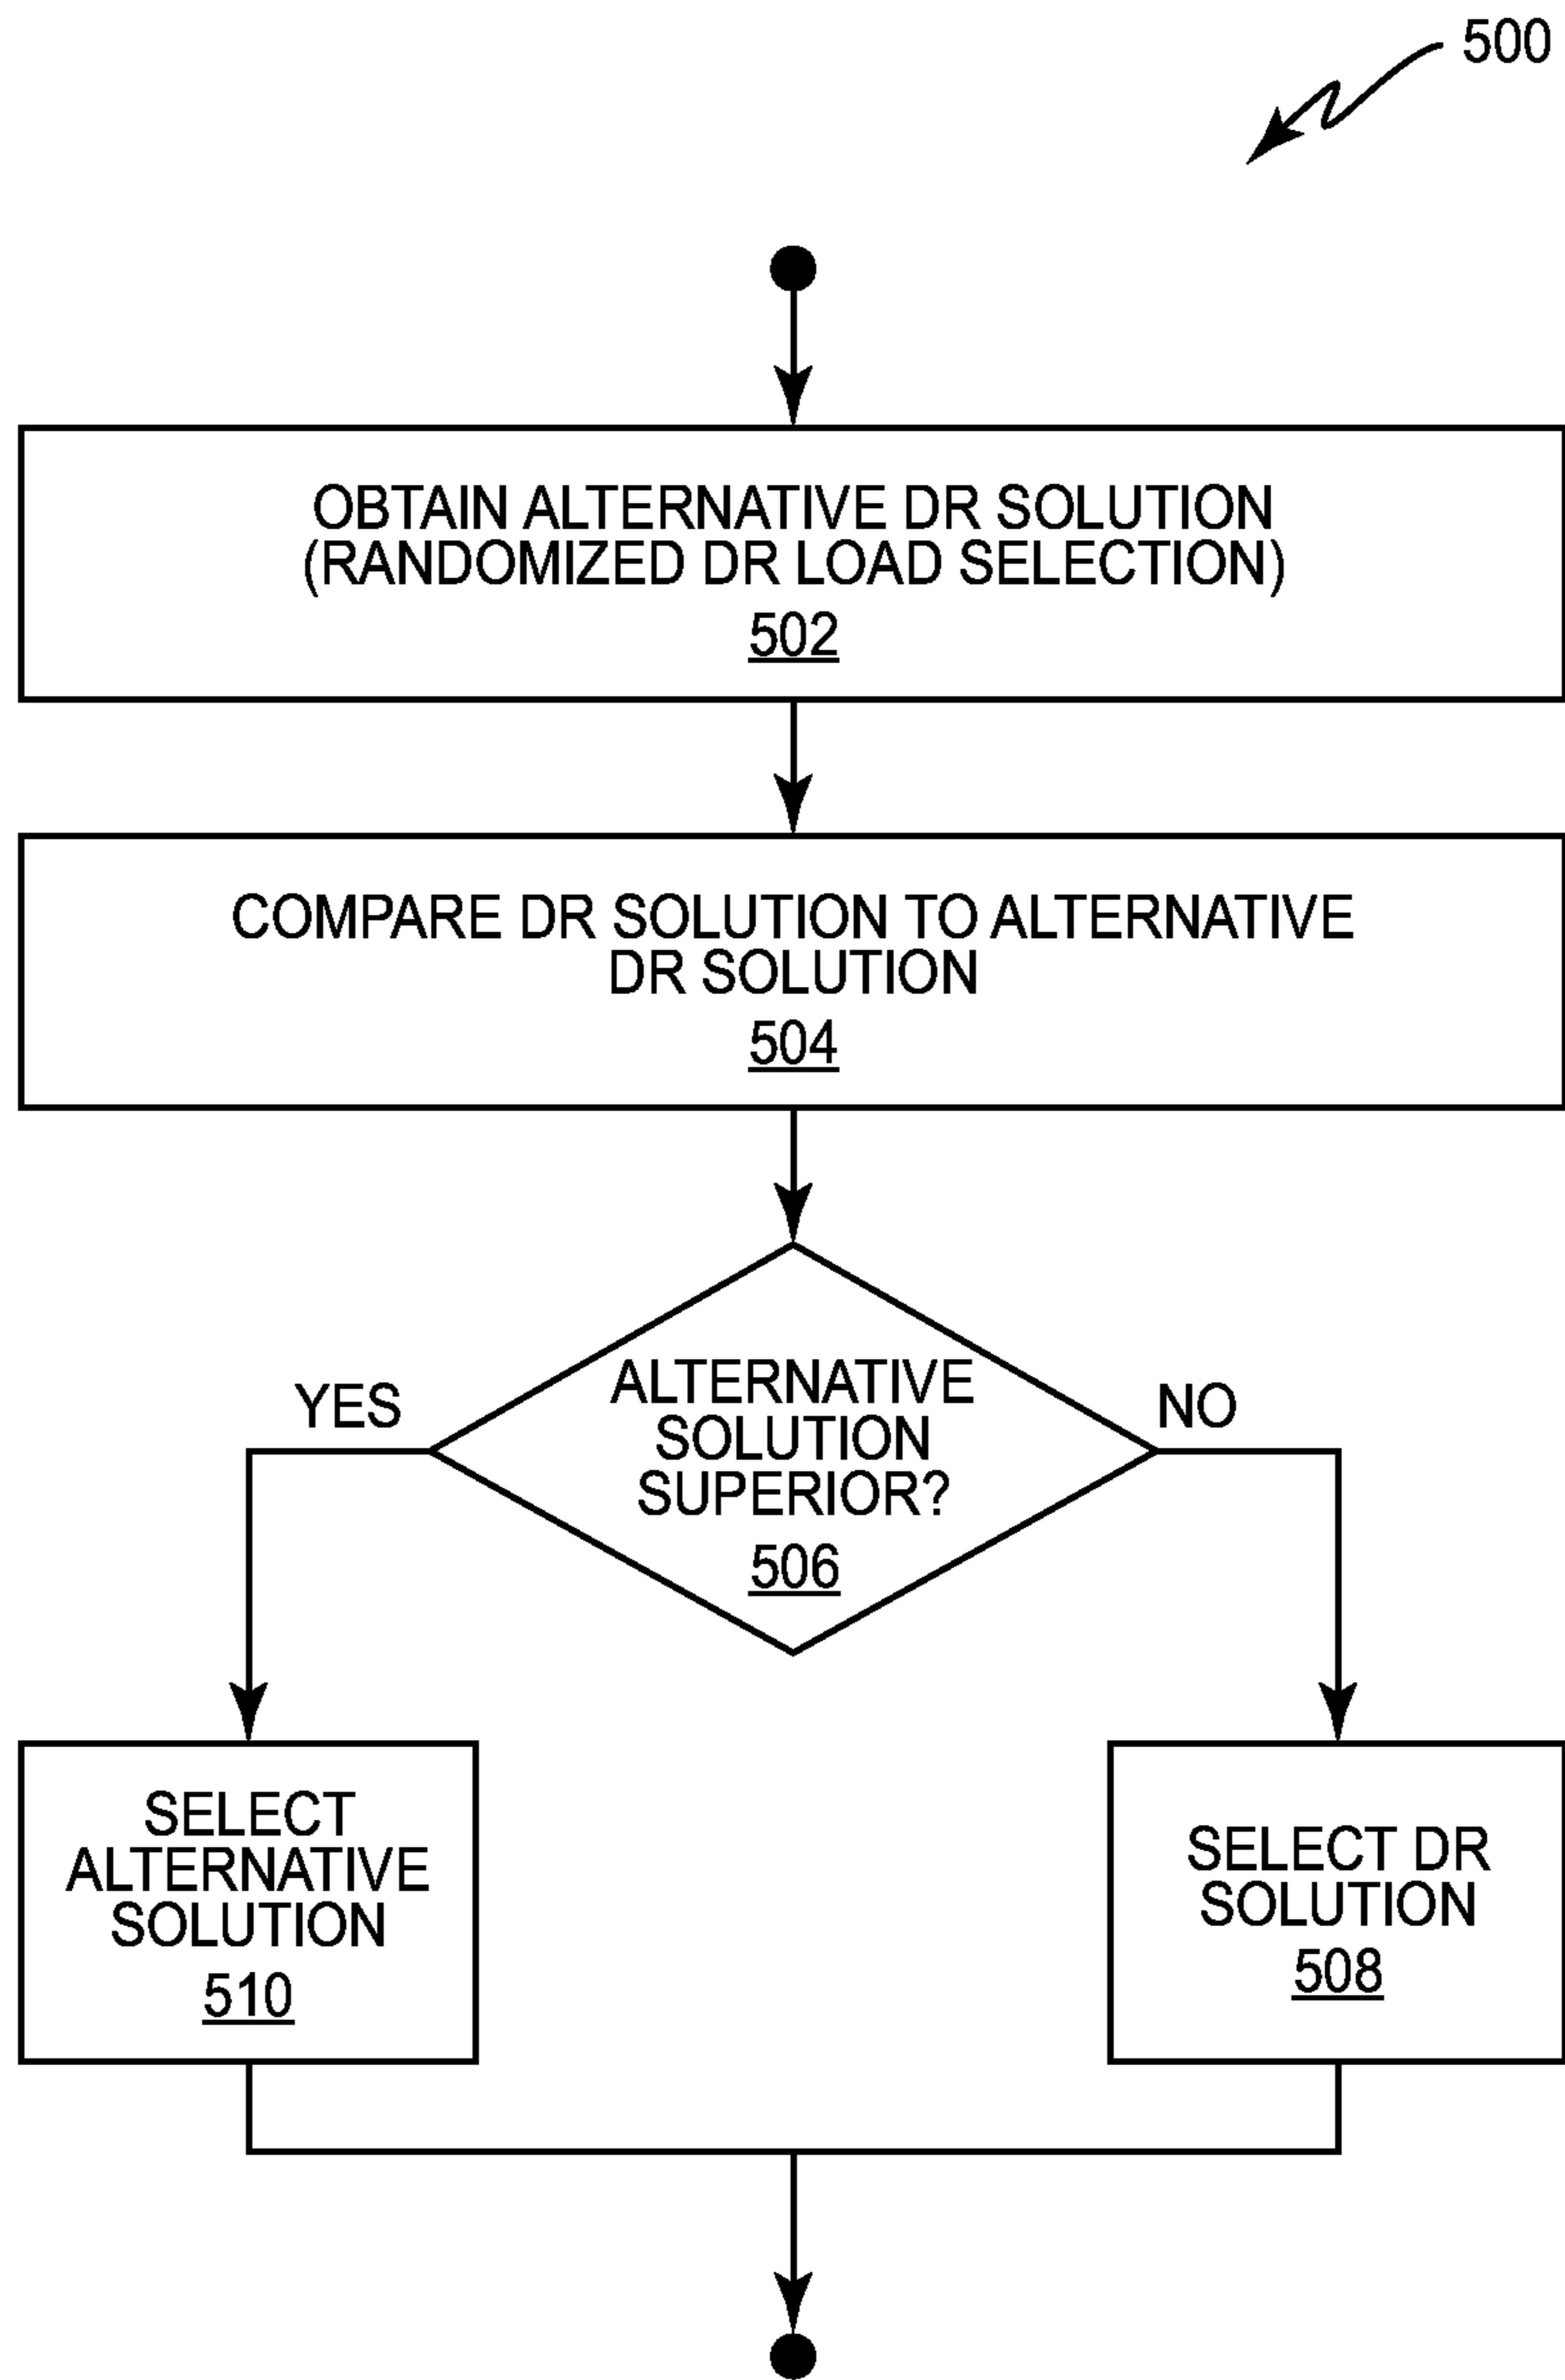 500
OBTAIN ALTERNATIVE DR SOLUTION
(RANDOMIZED DR LOAD SELECTION)
502
COMPARE DR SOLUTION TO ALTERNATIVE
DR SOLUTION
504
YES
NO
ALTERNATIVE
SOLUTION
SUPERIOR?
506
SELECT
ALTERNATIVE
SOLUTION
510
SELECT DR
SOLUTION
508